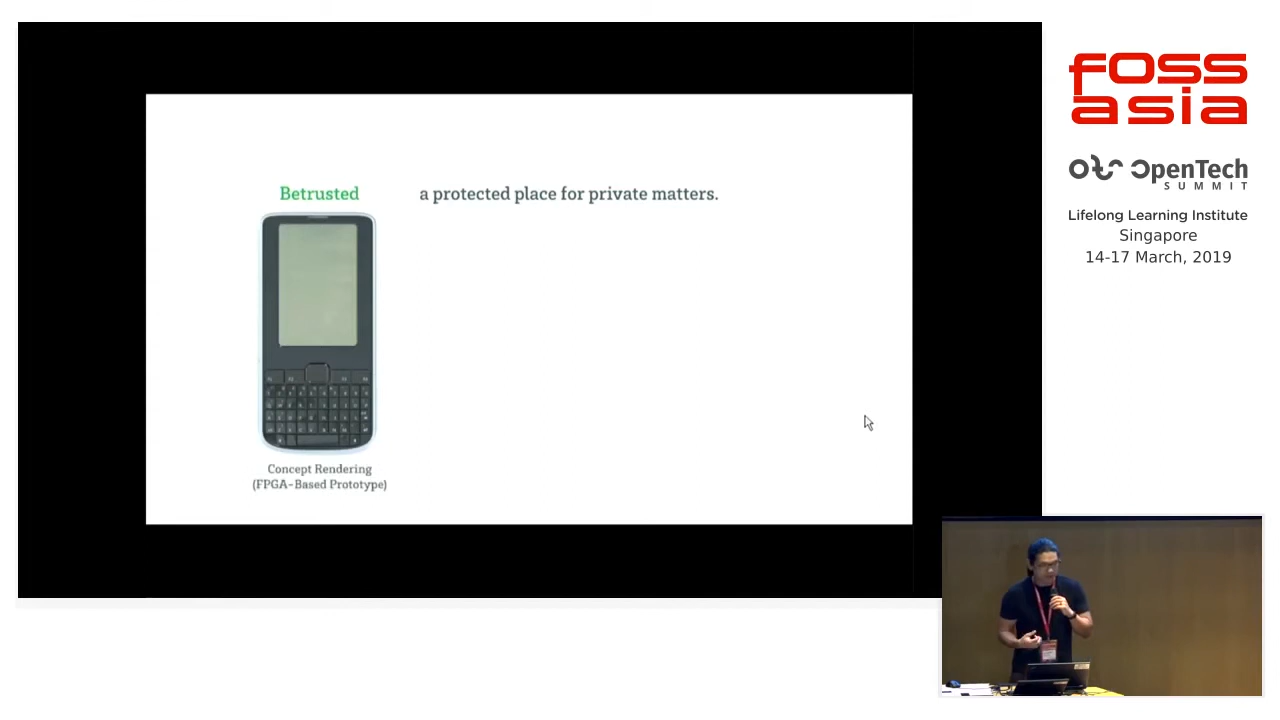 Betrusted
a protected place for private matters.
Concept Rendering
(FPGA-Based Prototype)
foss
asia
OpenTech
SUMMIT
Lifelong Learning Institute
Singapore
14-17 March, 2019